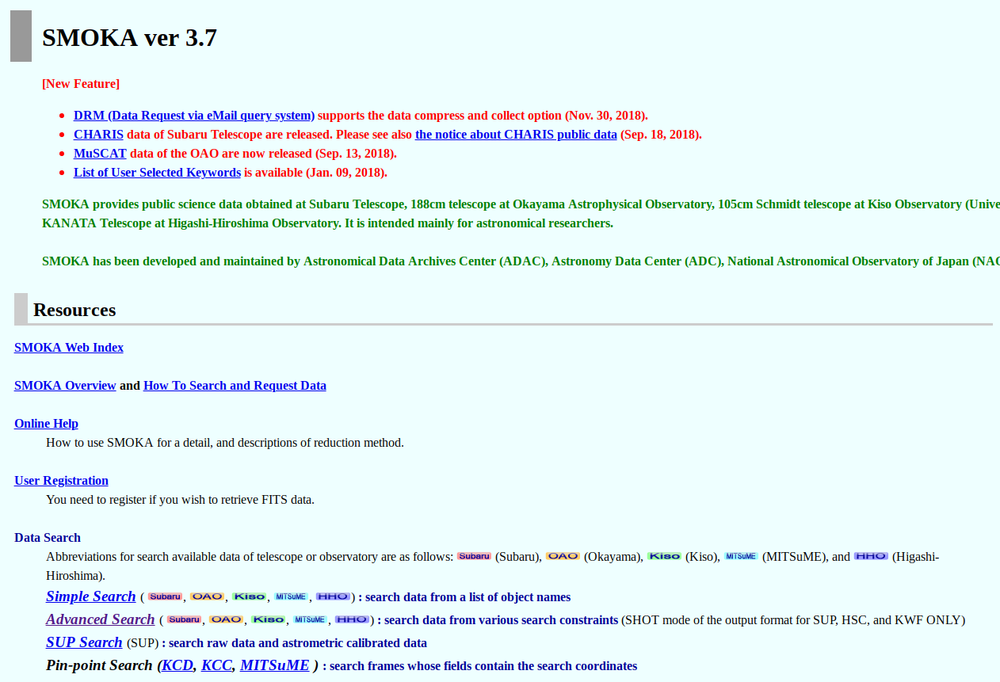 SMOKA ver 3.7
[New Feature]
DRM (Data Request via eMail query system) supports the data compress and collect option (Nov. 30, 2018).
CHARIS data of Subaru Telescope are released. Please see also the notice about CHARIS public data (Sep. 18, 2018).
MuSCAT data of the OAO are now released (Sep. 13, 2018).
List of User Selected Keywords is available (Jan. 09, 2018).
SMOKA provides public science data obtained at Subaru Telescope, 188cm telescope at Okayama Astrophysical Observatory, 105cm Schmidt telescope at Kiso Observatory (Unive
KANATA Telescope at Higashi-Hiroshima Observatory. It is intended mainly for astronomical researchers.
SMOKA has been developed and maintained by Astronomical Data Archives Center (ADAC), Astronomy Data Center (ADC), National Astronomical Observatory of Japan (NAO
Resources
SMOKA Web Index
SMOKA Overview and How To Search and Request Data
Online Help
How to use SMOKA for a detail, and descriptions of reduction method.
User Registration
You need to register if you wish to retrieve FITS data.
Data Search
Abbreviations for search available data of telescope or observatory are as follows: Subaru (Subaru), OAO (Okayama), Kiso (Kiso), MITSuME (MITSuME), and HHO (Higashi-
Hiroshima).
Simple Search ( Subaru, OAO, Kiso, MITSuME, HHO) : search data from a list of object names
Advanced Search ( Subaru, OAO, Kiso, MITSuME, HHO) : search data from various search constraints (SHOT mode of the output format for SUP, HSC, and KWF ONLY)
SUP Search (SUP) : search raw data and astrometric calibrated data
Pin-point Search (KCD, KCC, MITSuME ) : search frames whose fields contain the search coordinates